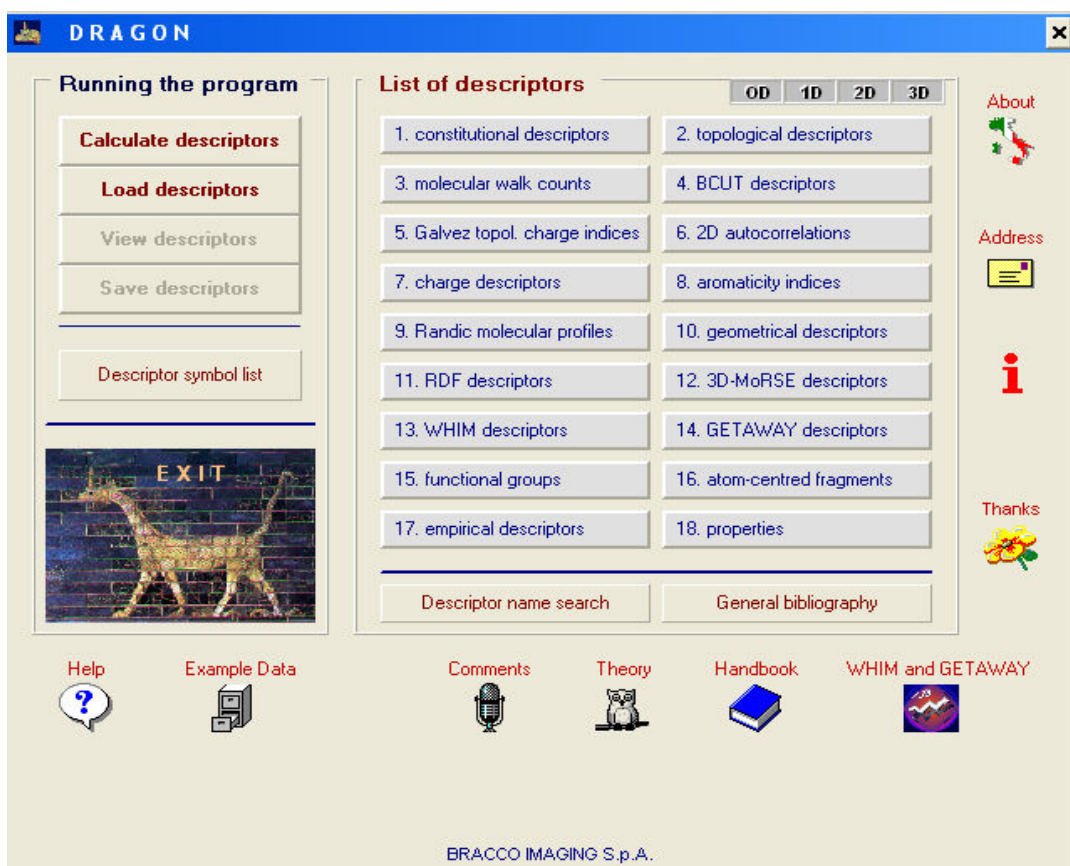 DRAGON
Running the program
Calculate descriptors
Load descriptors
View descriptors
Save descriptors
Descriptor symbol list
EXIT
List of descriptors
0D 1D 2D 3D
1. constitutional descriptors
2. topological descriptors
3. molecular walk counts
4. BCUT descriptors
5. Galvez topol. charge indices
6. 2D autocorrelations
7. charge descriptors
8. aromaticity indices
9. Randic molecular profiles
10. geometrical descriptors
11. RDF descriptors
12. 3D-MoRSE descriptors
13. WHIM descriptors
14. GETAWAY descriptors
15. functional groups
16. atom-centred fragments
17. empirical descriptors
18. properties
Descriptor name search
General bibliography
About
Address
i
Thanks
Help
?
Example Data
Comments
Theory
Handbook
WHIM and GETAWAY
BRACCO IMAGING S.p.A.